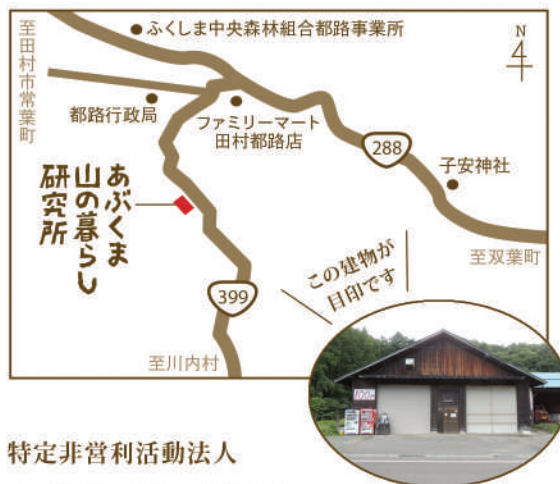 至田村市常葉町
ふくしま中央森林組合都路事業所
N
都路行政局
ファミリーマート
田村都路店
288
子安神社
あぶくま
山の暮らし
研究所
399
この建物が
目印です
至双葉町
至川内村
100円
特定非営利活動法人